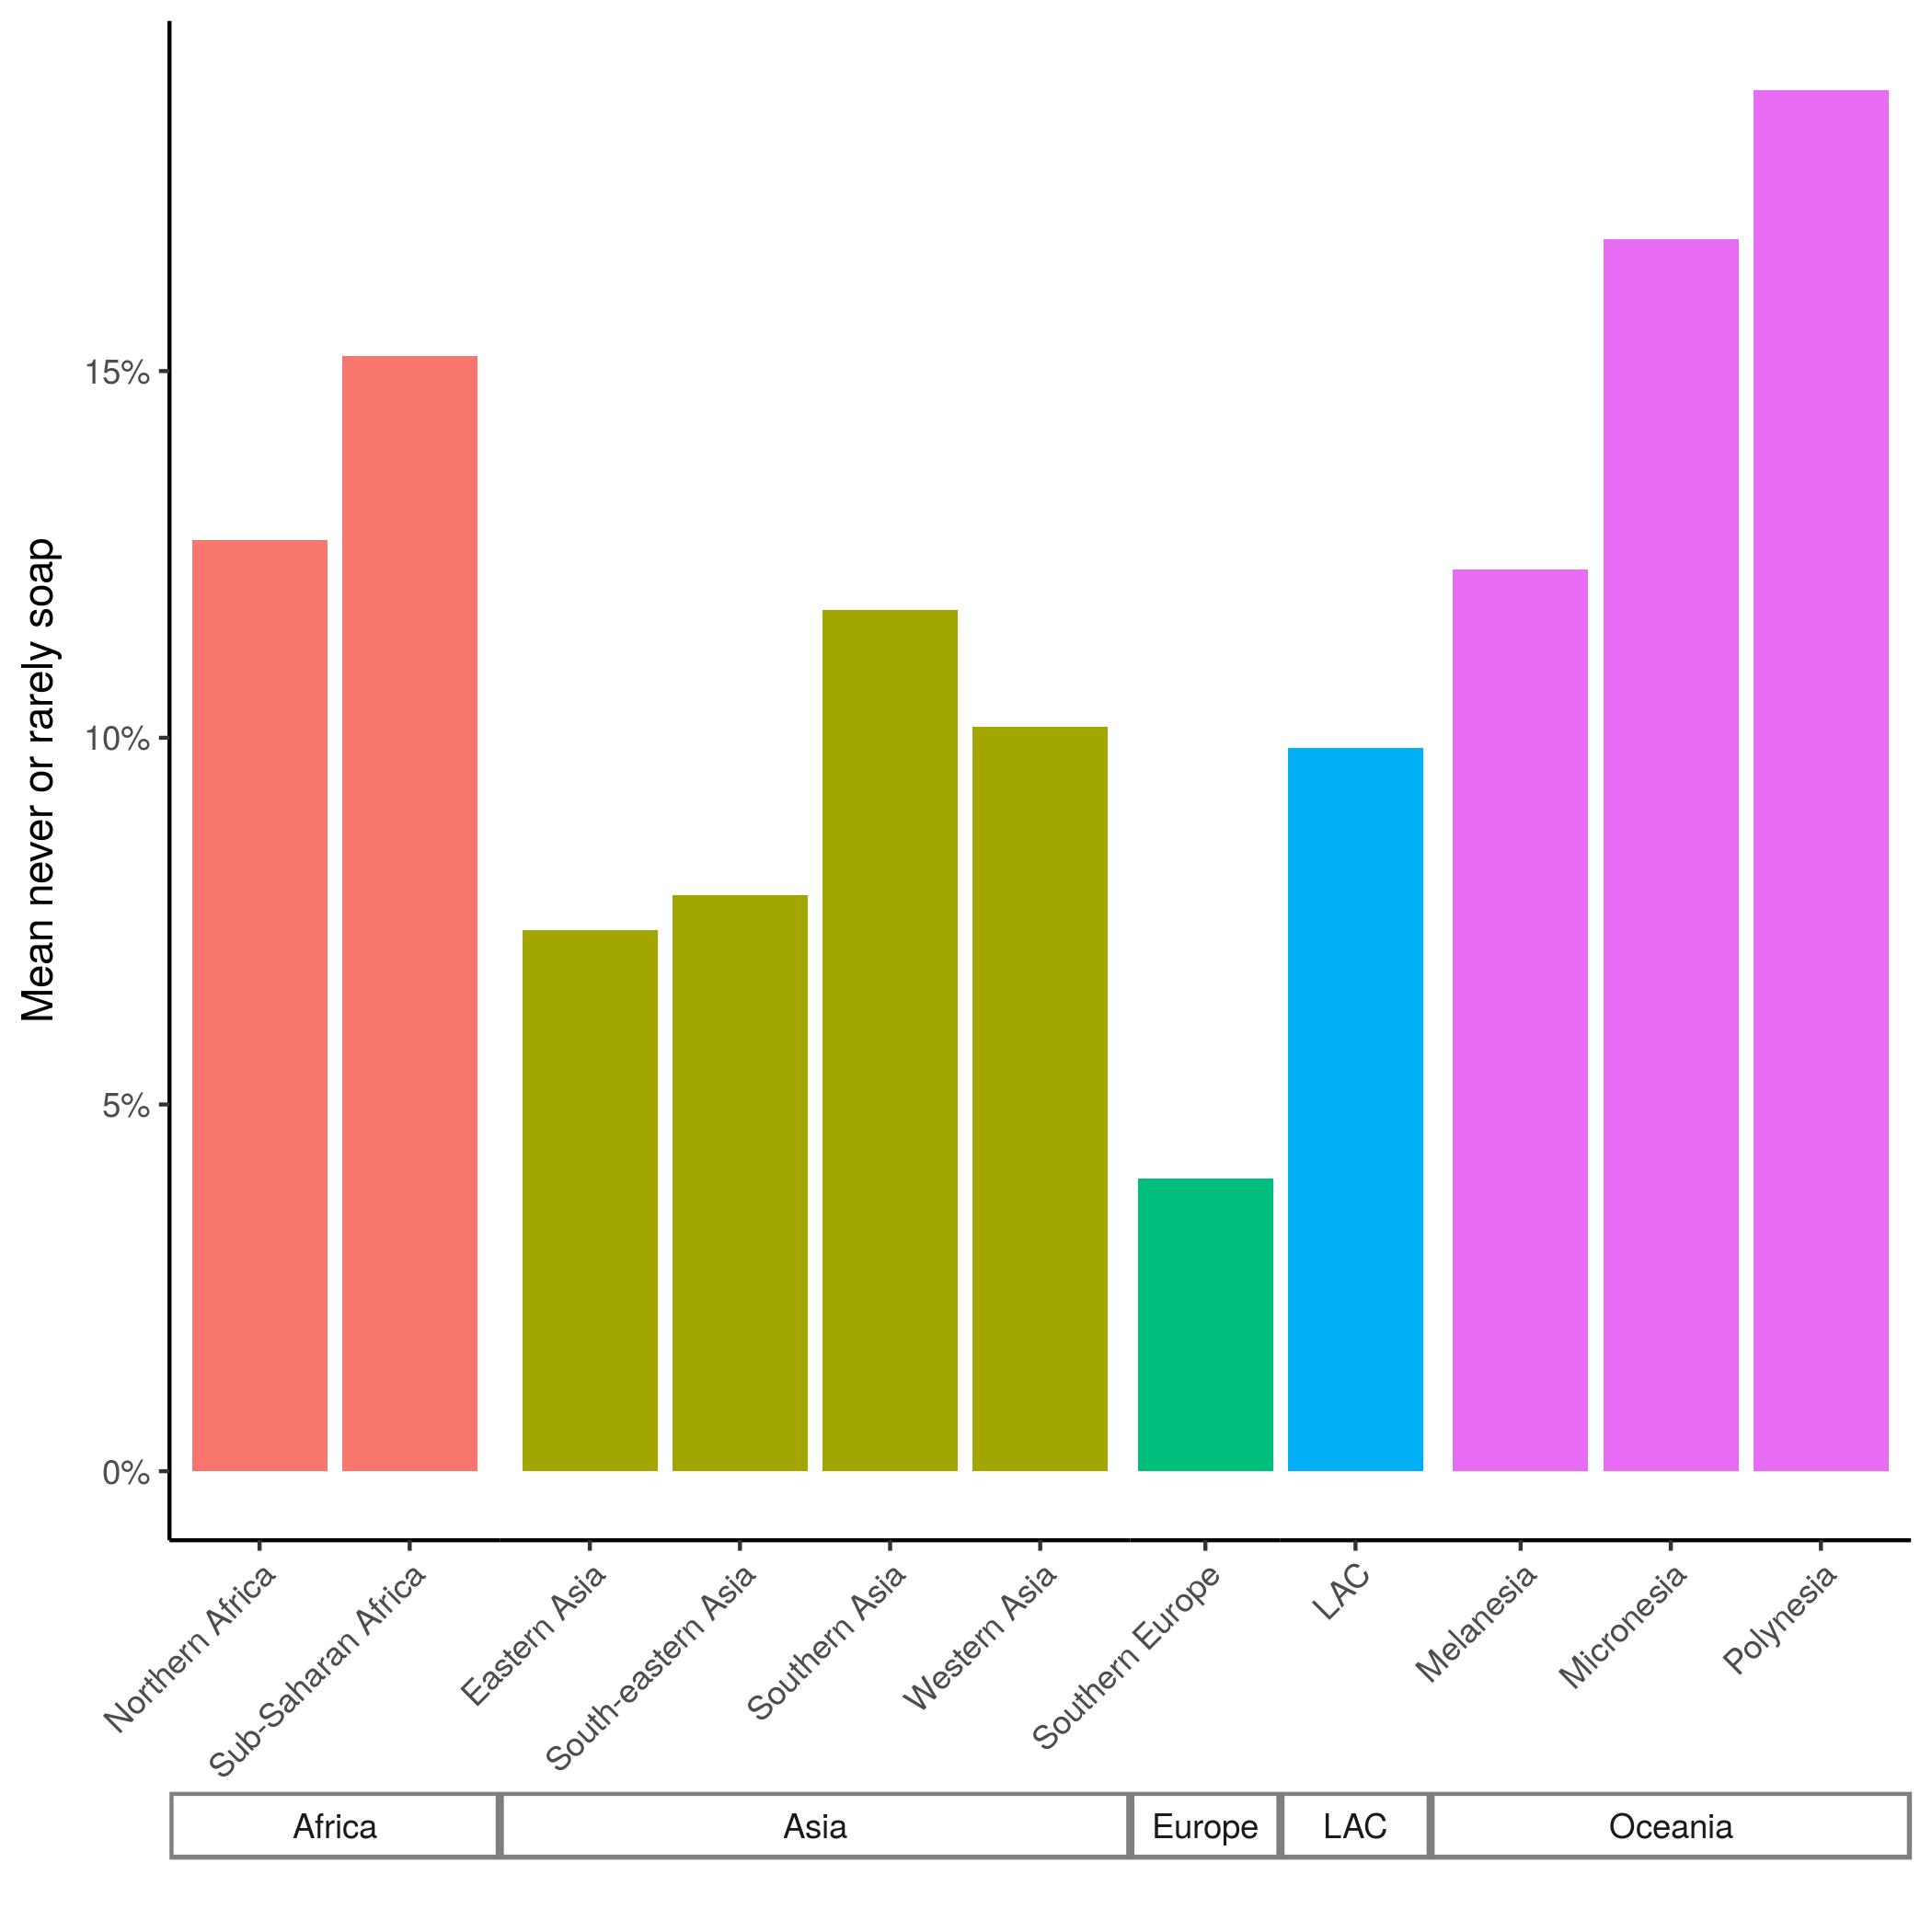 Mean never or rarely soap
15%
10%
5%
0%
Northern Africa
Sub-Saharan Africa
Eastern Asia
South-eastern Asia
Southern Asia
Western Asia
Southern Europe
LAC
Melanesia
Micronesia
Polynesia
Africa
Asia
Europe
LAC
Oceania